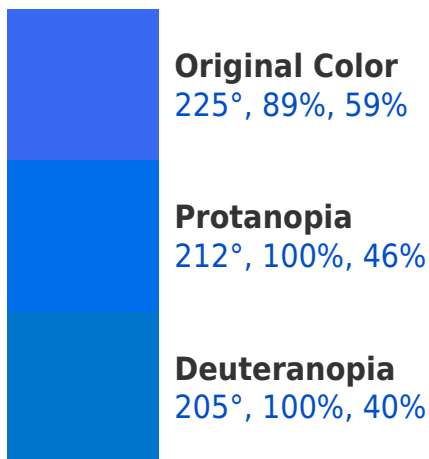 Original Color
225°, 89%, 59%
Protanopia
212°, 100%, 46%
Deuteranopia
205°, 100%, 40%